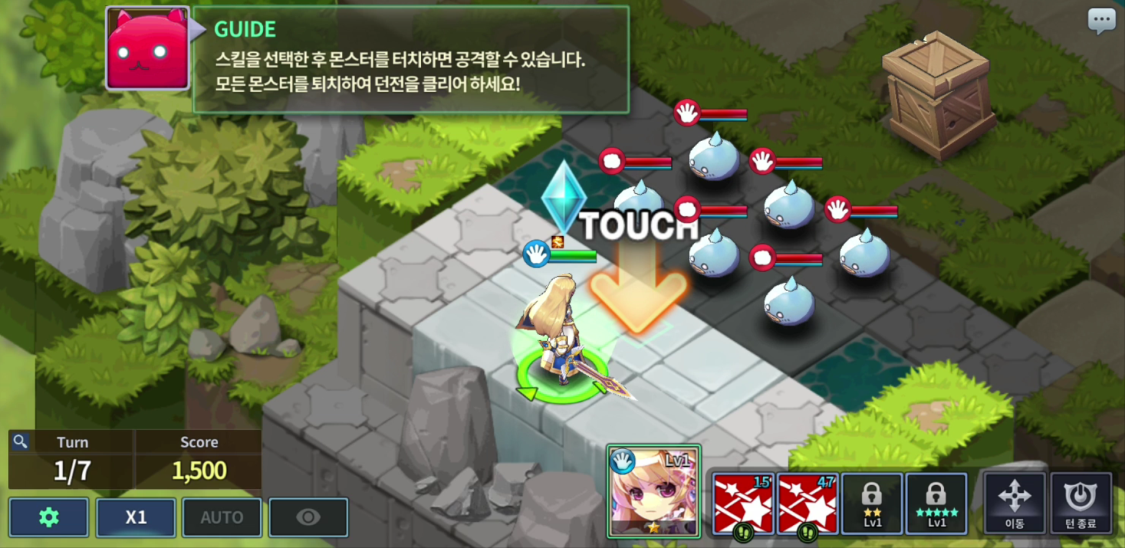 GUIDE
스킬을 선택한 후 몬스터를 터치하면 공격할 수 있습니다.
모든 몬스터를 퇴치하여 던전을 클리어 하세요!
TOUCH
Turn
Score
1/7
1,500
X1
AUTO
Lv1
15
47
Lv1
Lv1
이동
턴 종료